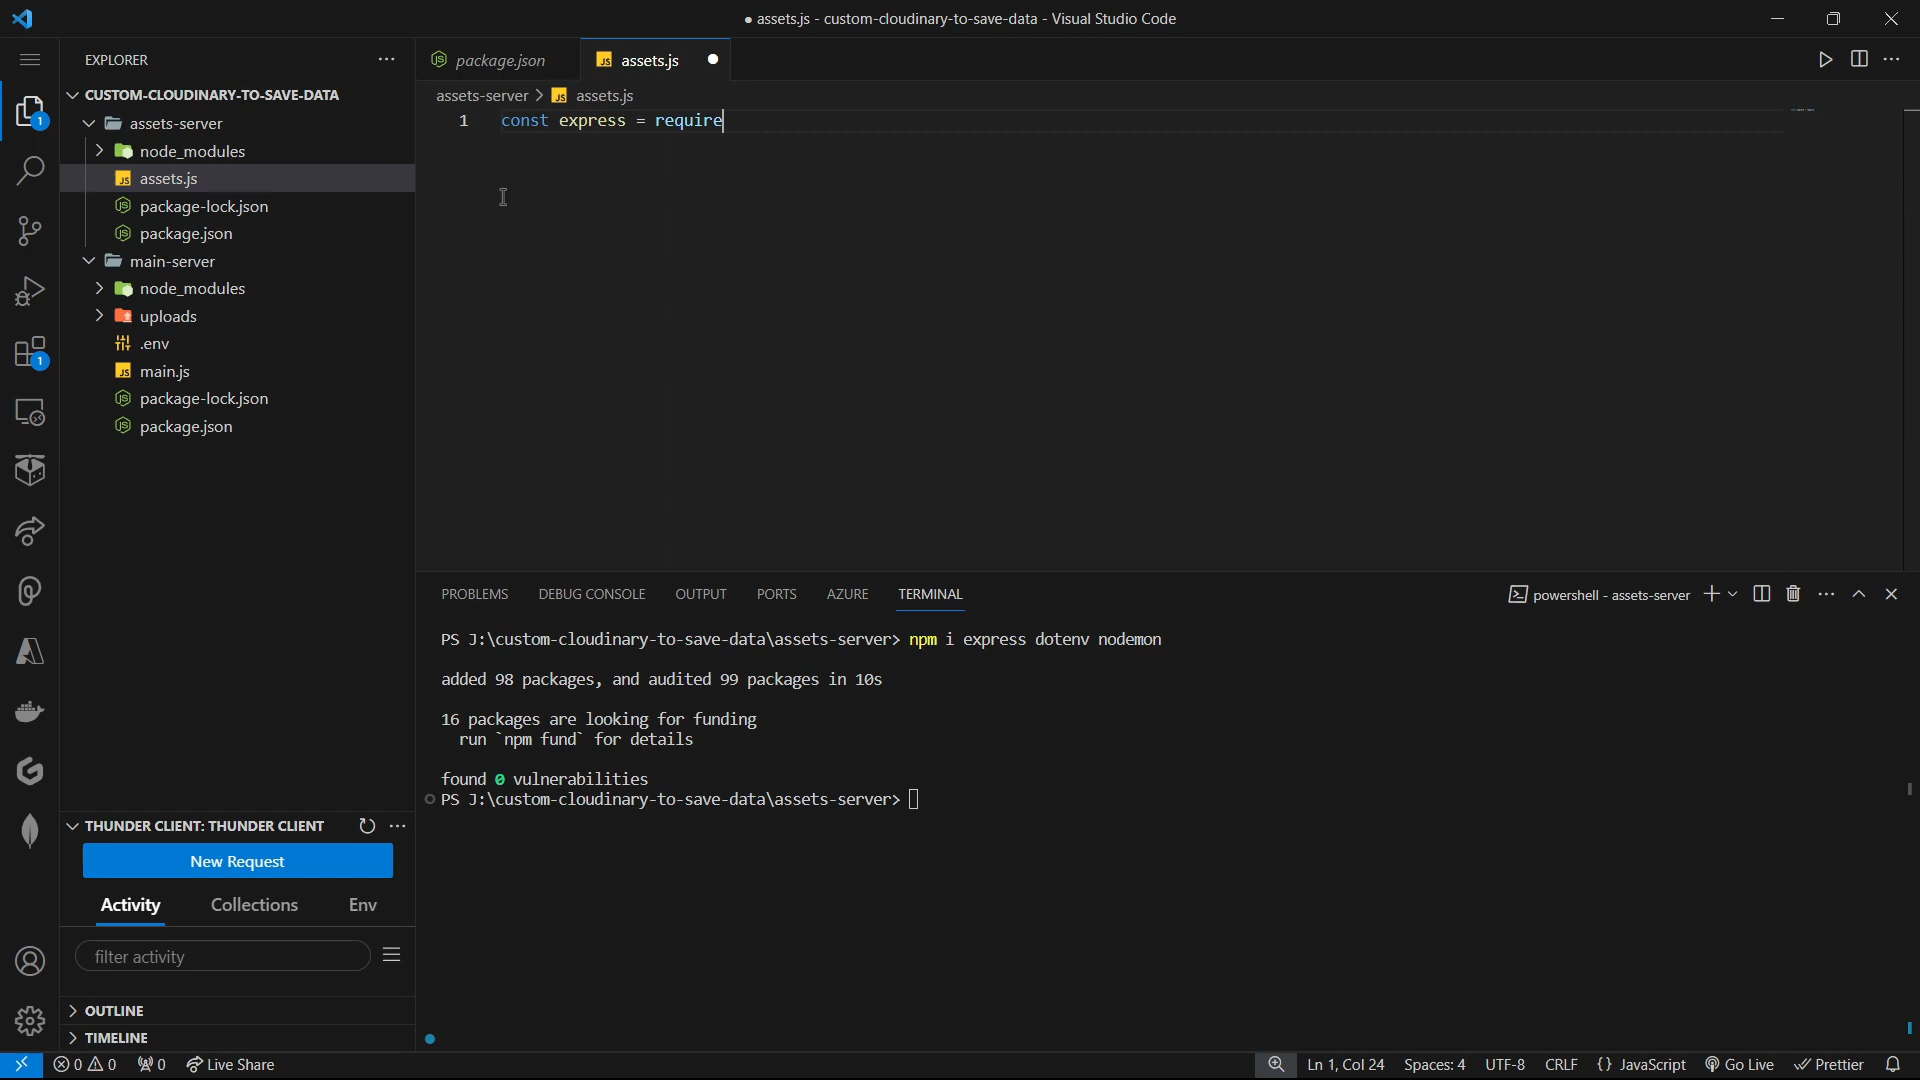 ● assets.js - custom-cloudinary-to-save-data - Visual Studio Code
EXPLORER
package.json
assets.js
CUSTOM-CLOUDINARY-TO-SAVE-DATA
assets-server
node_modules
assets.js
package-lock.json
package.json
main-server
node_modules
uploads
.env
main.js
package-lock.json
package.json
1
1
assets-server > assets.js
1 const express = require
PROBLEMS DEBUG CONSOLE OUTPUT PORTS AZURE TERMINAL
powershell - assets-server
PS J:\custom-cloudinary-to-save-data\assets-server> npm i express dotenv nodemon
added 98 packages, and audited 99 packages in 10s
16 packages are looking for funding
run `npm fund` for details
found 0 vulnerabilities
PS J:\custom-cloudinary-to-save-data\assets-server>
THUNDER CLIENT: THUNDER CLIENT
New Request
Activity Collections Env
filter activity
OUTLINE
TIMELINE
0 0 0 Live Share
Ln 1, Col 24 Spaces: 4 UTF-8 CRLF {} JavaScript Go Live Prettier